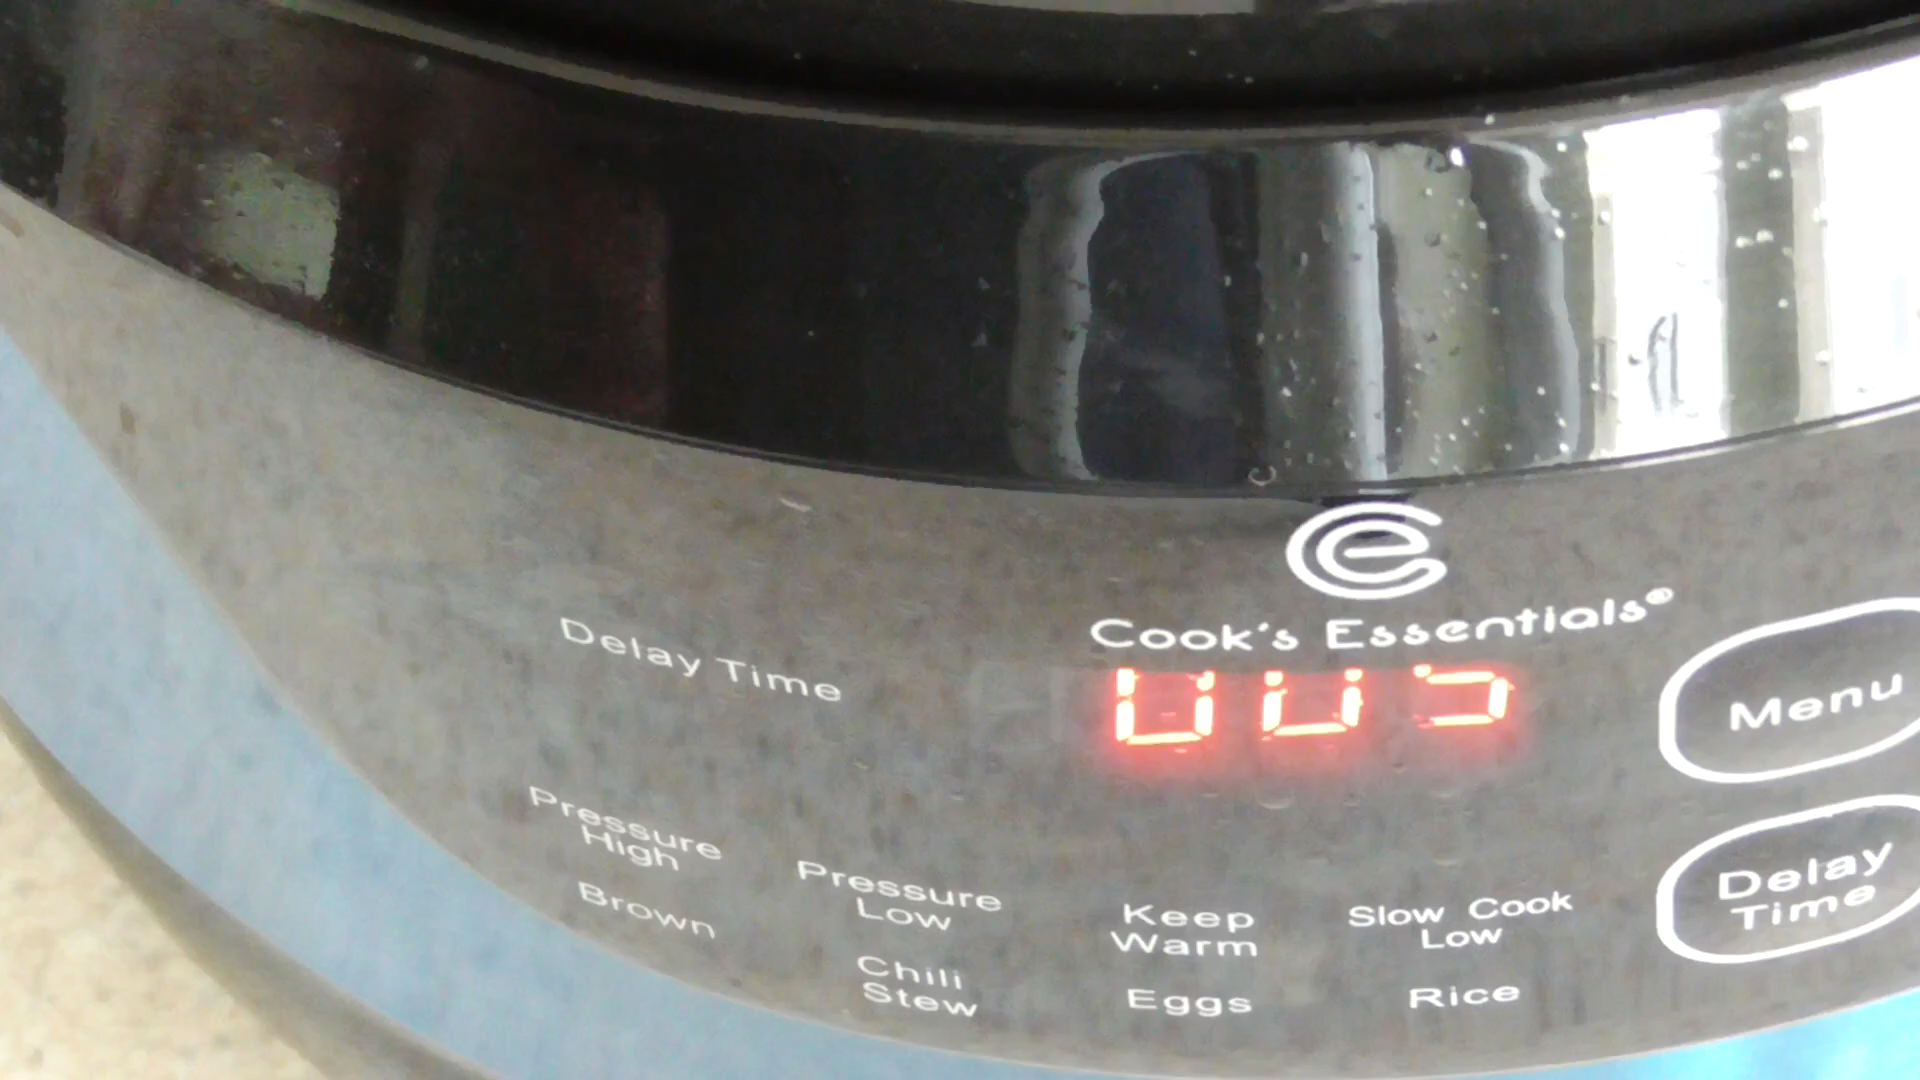 Cook's Essentials®
Delay Time
Menu
Pressure
High
Pressure
Low
Keep
Warm
Slow Cook
Low
Delay
Time
Brown
Chili
Stew
Eggs
Rice